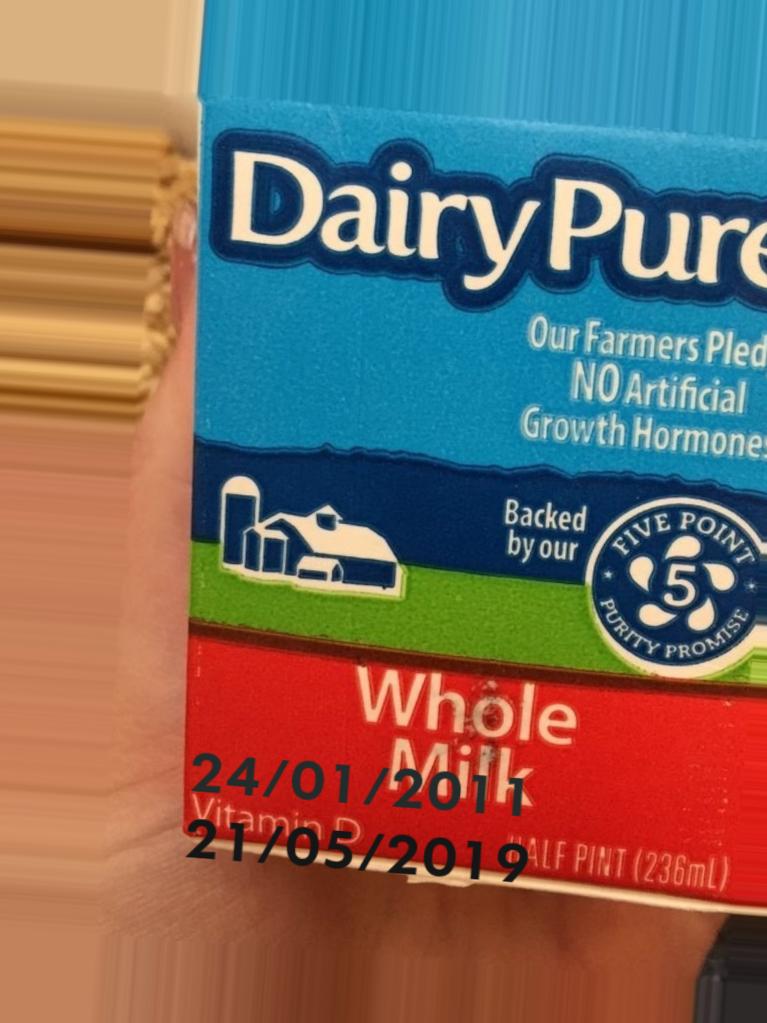 DairyPure
Our Farmers Pled
NO Artificial
Growth Hormones
Backed
by our
FIVE POINT
5
PURITY PROMISE
Whole
Milk
24/01/2011
Vitamin D
21/05/2019
HALF PINT (236mL)